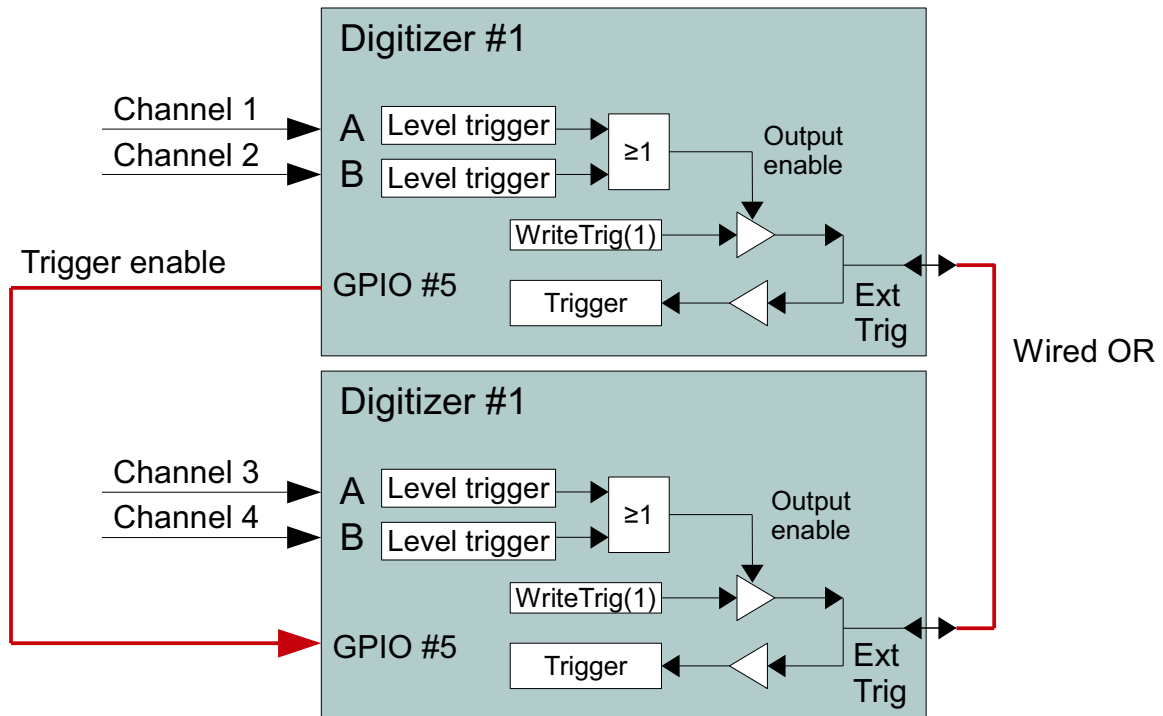 Digitizer #1
Channel 1
A
Level trigger
Channel 2
B
Level trigger
≥1
Output
enable
WriteTrig(1)
Trigger enable
GPIO #5
Trigger
Ext
Trig
Wired OR
Digitizer #1
Channel 3
A
Level trigger
Channel 4
B
Level trigger
≥1
Output
enable
WriteTrig(1)
GPIO #5
Trigger
Ext
Trig